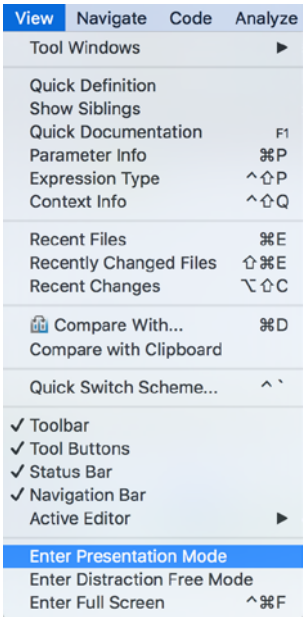 View Navigate Code Analyze
Tool Windows ▶
Quick Definition
Show Siblings
Quick Documentation F1
Parameter Info ⌘P
Expression Type ^⇧P
Context Info ^⇧Q
Recent Files ⌘E
Recently Changed Files ⇧⌘E
Recent Changes ⌥⇧C
Compare With... ⌘D
Compare with Clipboard
Quick Switch Scheme... ^`
✓ Toolbar
✓ Tool Buttons
✓ Status Bar
✓ Navigation Bar
Active Editor ▶
Enter Presentation Mode
Enter Distraction Free Mode
Enter Full Screen ^⌘F